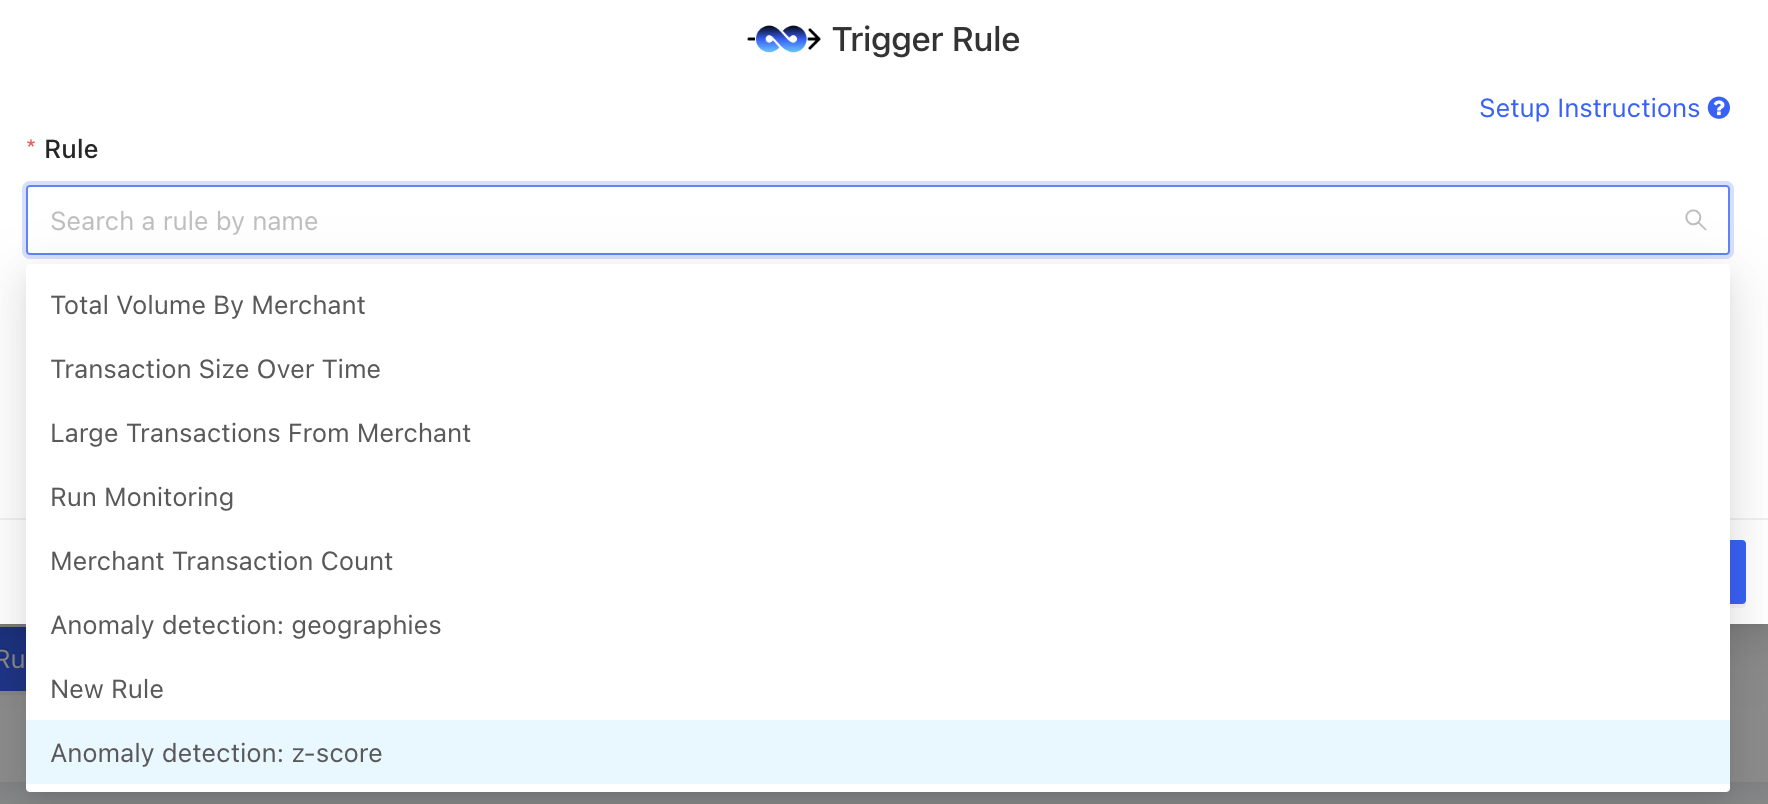 Trigger Rule
Setup Instructions
* Rule
Search a rule by name
Total Volume By Merchant
Transaction Size Over Time
Large Transactions From Merchant
Run Monitoring
Merchant Transaction Count
Anomaly detection: geographies
Ru
New Rule
Anomaly detection: z-score